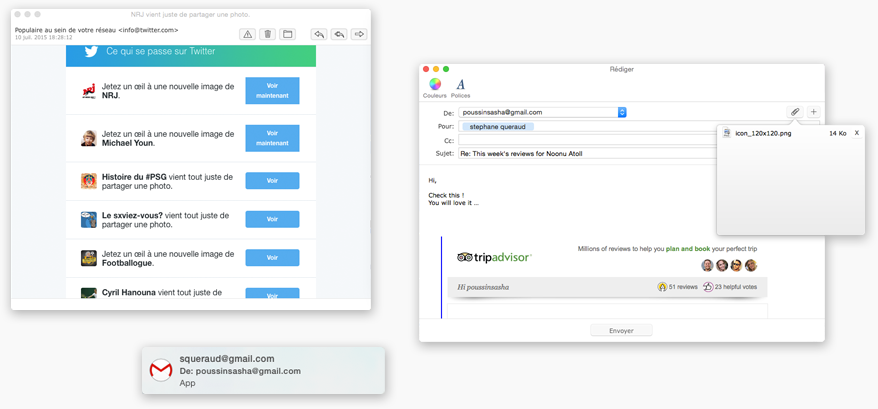 NRJ vient juste de partager une photo.
Populaire au sein de votre réseau <info@twitter.com>
10 juil. 2015 18:26:12
Ce qui se passe sur Twitter
Jetez un œil à une nouvelle image de
NRJ.
Voir
maintenant
Jetez un œil à une nouvelle image de
Michael Youn.
Voir
maintenant
Histoire du #PSG vient tout juste de
partager une photo.
Voir
Le sxviez-vous? vient tout juste de
partager une photo.
Voir
Jetez un œil à une nouvelle image de
Footballogue.
Voir
Cyril Hanouna vient tout juste de
Voir
squeraud@gmail.com
De: poussinsasha@gmail.com
App
Rédiger
Couleurs
A
Polices
De: poussinsasha@gmail.com
Pour: stephane queraud
Cc:
Sujet: Re: This week's reviews for Noonu Atoll
icon_120x120.png 14 Ko X
Hi,
Check this !
You will love it ...
tripadvisor
Millions of reviews to help you plan and book your perfect trip
Hi poussinsasha
51 reviews
23 helpful votes
Envoyer